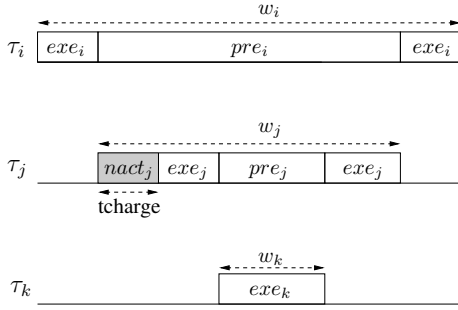 w_i
τ_i exe_i pre_i exe_i
w_j
τ_j nact_j exe_j pre_j exe_j
tcharge
w_k
τ_k exe_k